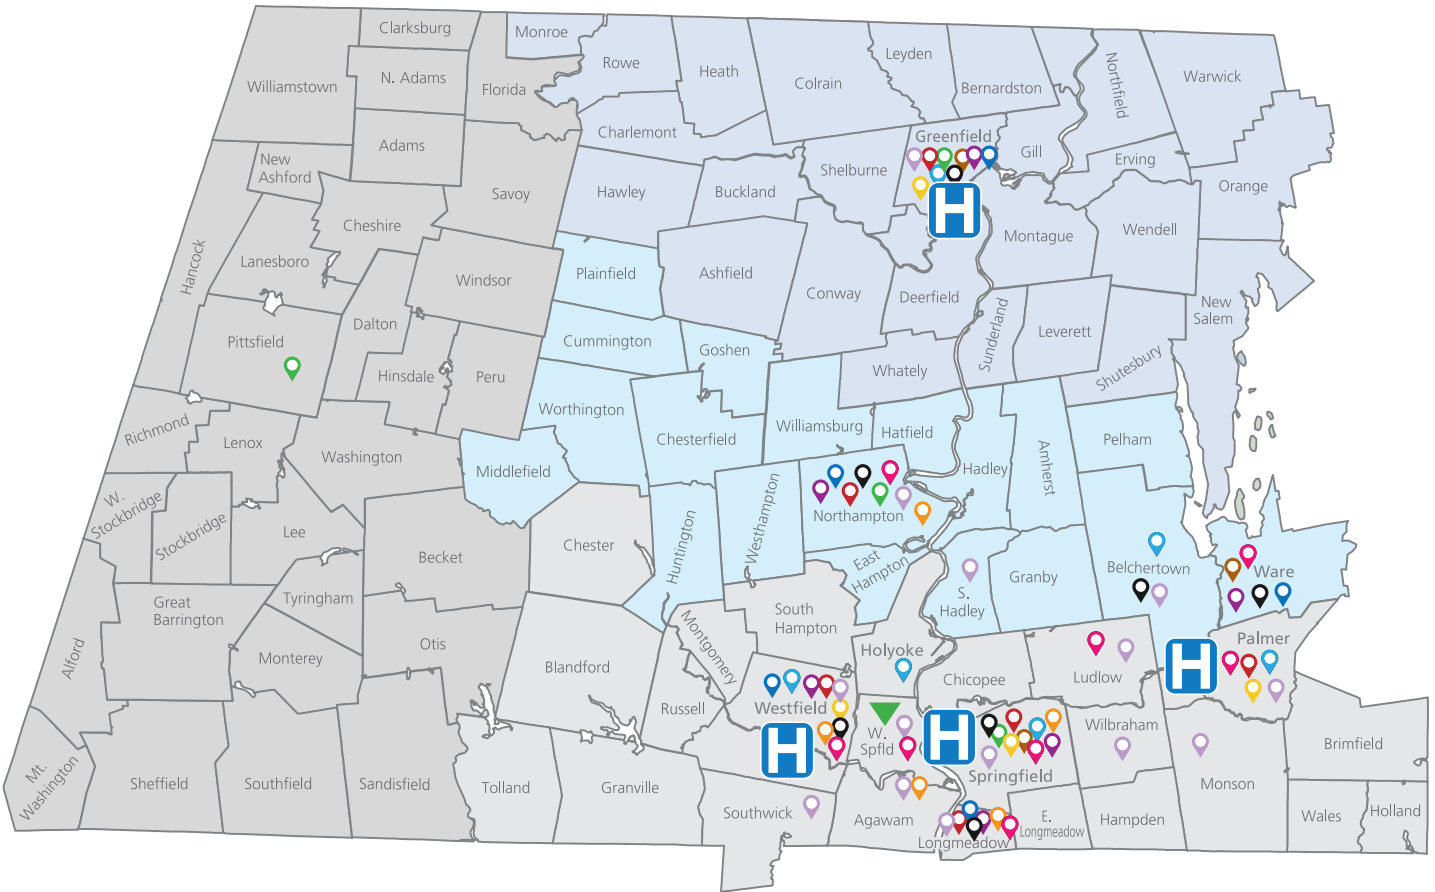 Clarksburg
Monroe
Williamstown
N. Adams
Florida
Rowe
Heath
Colrain
Leyden
Bernardston
Northfield
Warwick
Adams
Charlemont
Greenfield
Gill
Erving
New
Ashford
Savoy
Hawley
Buckland
Shelburne
Orange
Cheshire
Montague
Wendell
H
Hancock
Lanesboro
Windsor
Plainfield
Ashfield
Conway
Deerfield
New
Salem
Pittsfield
Dalton
Cummington
Goshen
Sunderland
Leverett
Hinsdale
Peru
Whately
Shutesbury
Richmond
Lenox
Washington
Worthington
Chesterfield
Williamsburg
Hatfield
Pelham
Middlefield
Hadley
Amherst
W.
Stockbridge
Stockbridge
Lee
Becket
Chester
Huntington
Westhampton
Northampton
East
Hampton
S.
Hadley
Granby
Belchertown
Ware
Great
Barrington
Tyringham
South
Hampton
Montgomery
Holyoke
Palmer
H
Alford
Monterey
Otis
Blandford
Russell
Westfield
Chicopee
Ludlow
H
W.
Spfld
H
Springfield
Wilbraham
Monson
Brimfield
Mt.
Washington
Sheffield
Southfield
Sandisfield
Tolland
Granville
Southwick
Agawam
Longmeadow
E.
Longmeadow
Hampden
Wales
Holland